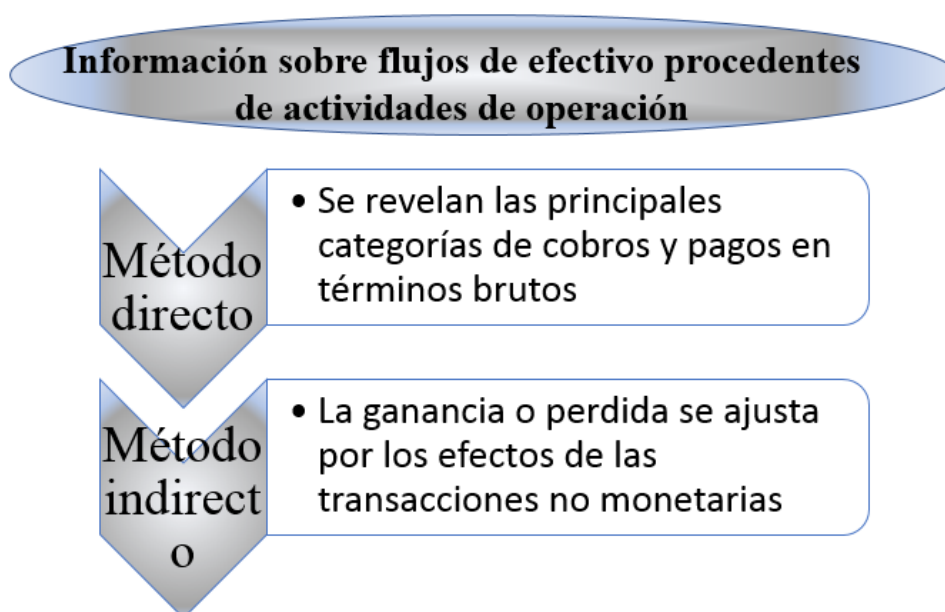 Información sobre flujos de efectivo procedentes
de actividades de operación
Método
directo
• Se revelan las principales
categorías de cobros y pagos en
términos brutos
Método
indirect
o
• La ganancia o perdida se ajusta
por los efectos de las
transacciones no monetarias